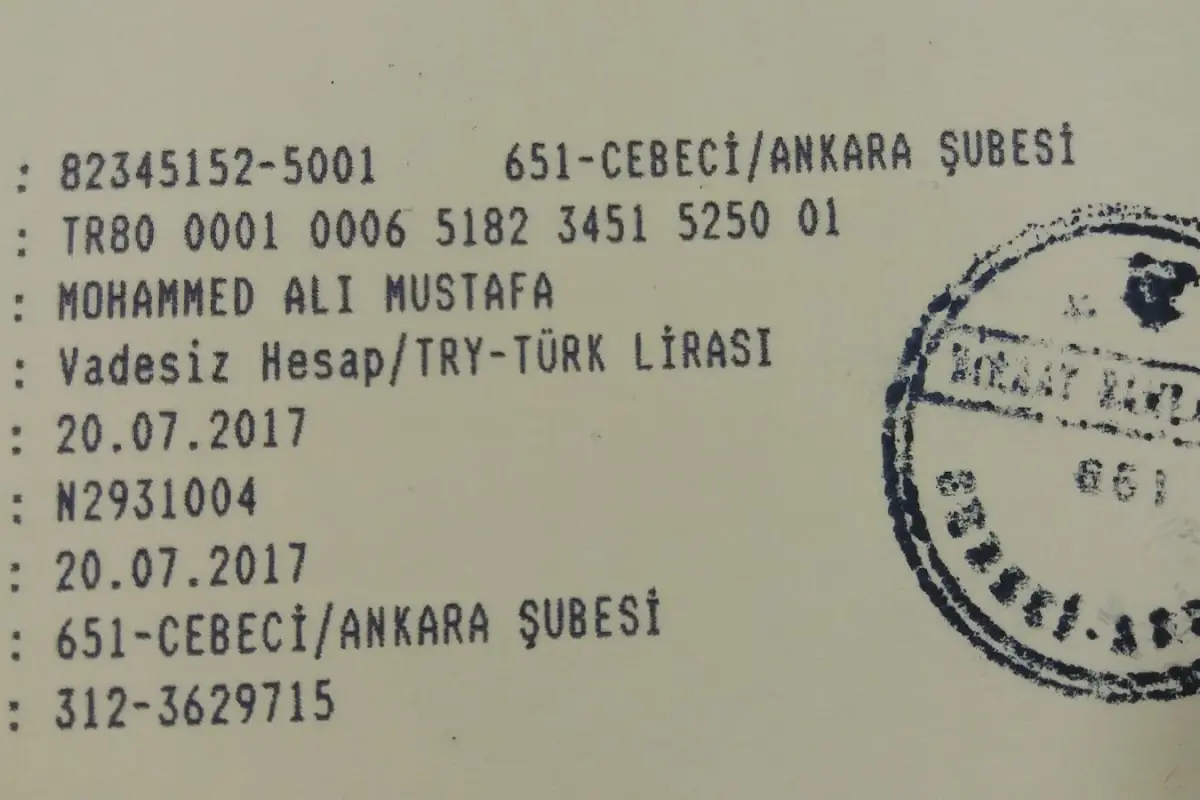 : 82345152-5001 651-CEBECİ/ANKARA ŞUBESİ
: TR80 0001 0006 5182 3451 5250 01
: MOHAMMED ALI MUSTAFA
: Vadesiz Hesap/TRY-TÜRK LİRASI
: 20.07.2017
: N2931004
: 20.07.2017
: 651-CEBECİ/ANKARA ŞUBESİ
: 312-3629715
651